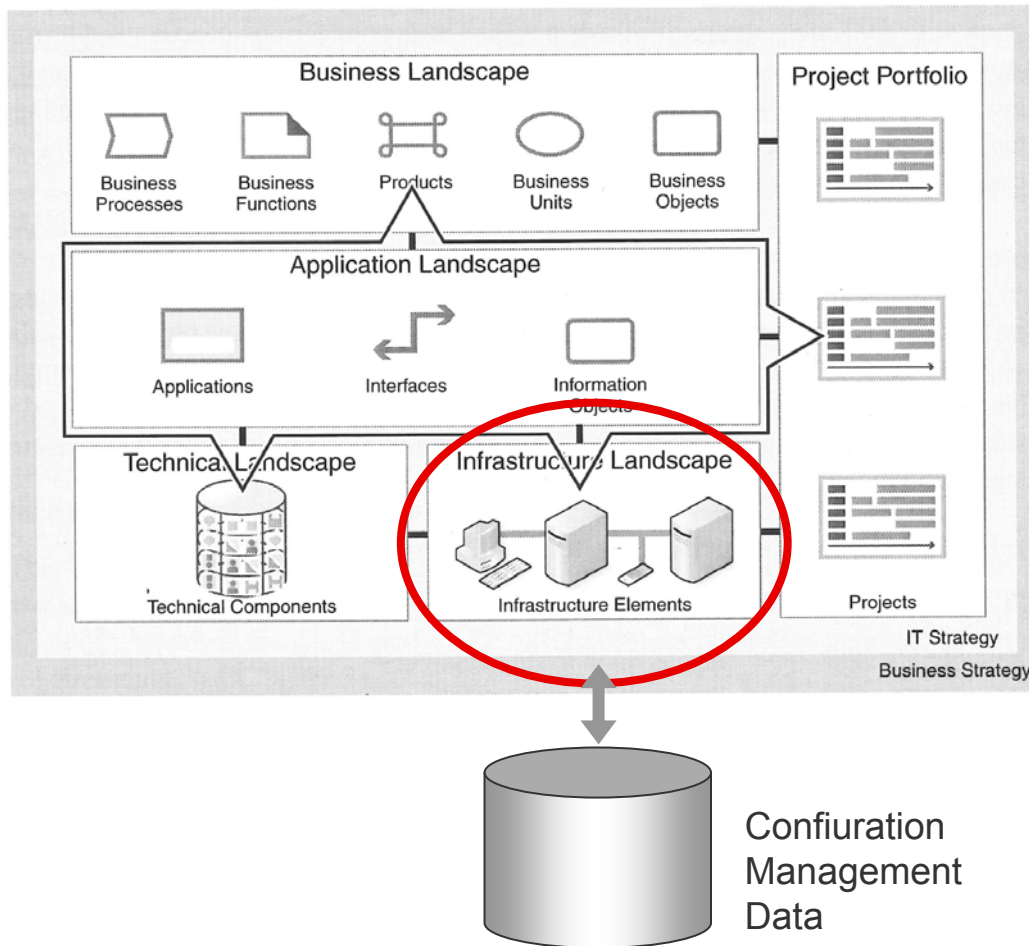 Business Landscape
Project Portfolio
Business
Processes
Business
Functions
Products
Business
Units
Business
Objects
Application Landscape
Applications
Interfaces
Information
Objects
Technical Landscape
Infrastructure Landscape
Technical Components
Infrastructure Elements
Projects
IT Strategy
Business Strategy
Confiuration
Management
Data